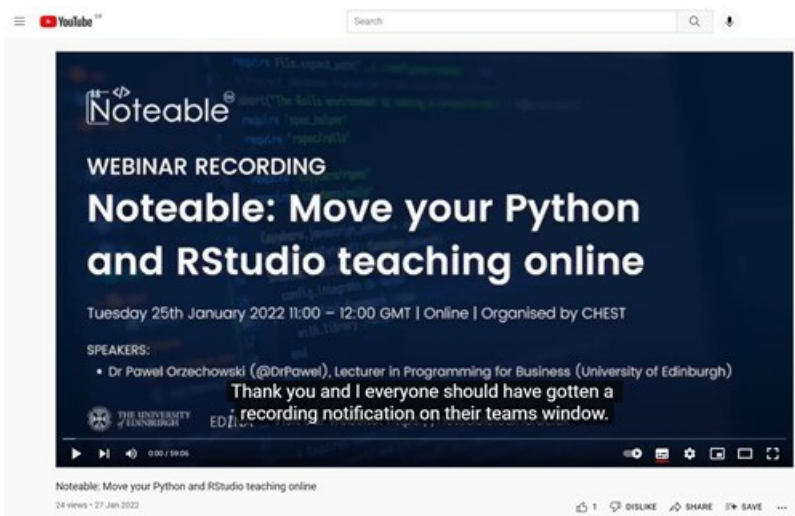 YouTube GB
Search
Noteable
WEBINAR RECORDING
Noteable: Move your Python
and RStudio teaching online
Tuesday 25th January 2022 11:00 – 12:00 GMT | Online | Organised by CHEST
SPEAKERS:
• Dr Pawel Orzechowski (@DrPawel), Lecturer in Programming for Business (University of Edinburgh)
Thank you and I everyone should have gotten a
recording notification on their teams window.
THE UNIVERSITY
of EDINBURGH
0:00 / 59:06
Noteable: Move your Python and RStudio teaching online
24 views • 27 Jan 2022
1 DISLIKE SHARE SAVE